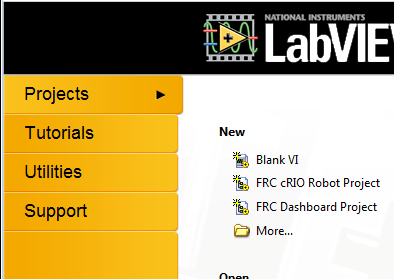 NATIONAL INSTRUMENTS
LabVIEW
Projects
Tutorials
Utilities
Support
New
Blank VI
FRC cRIO Robot Project
FRC Dashboard Project
More...
Open